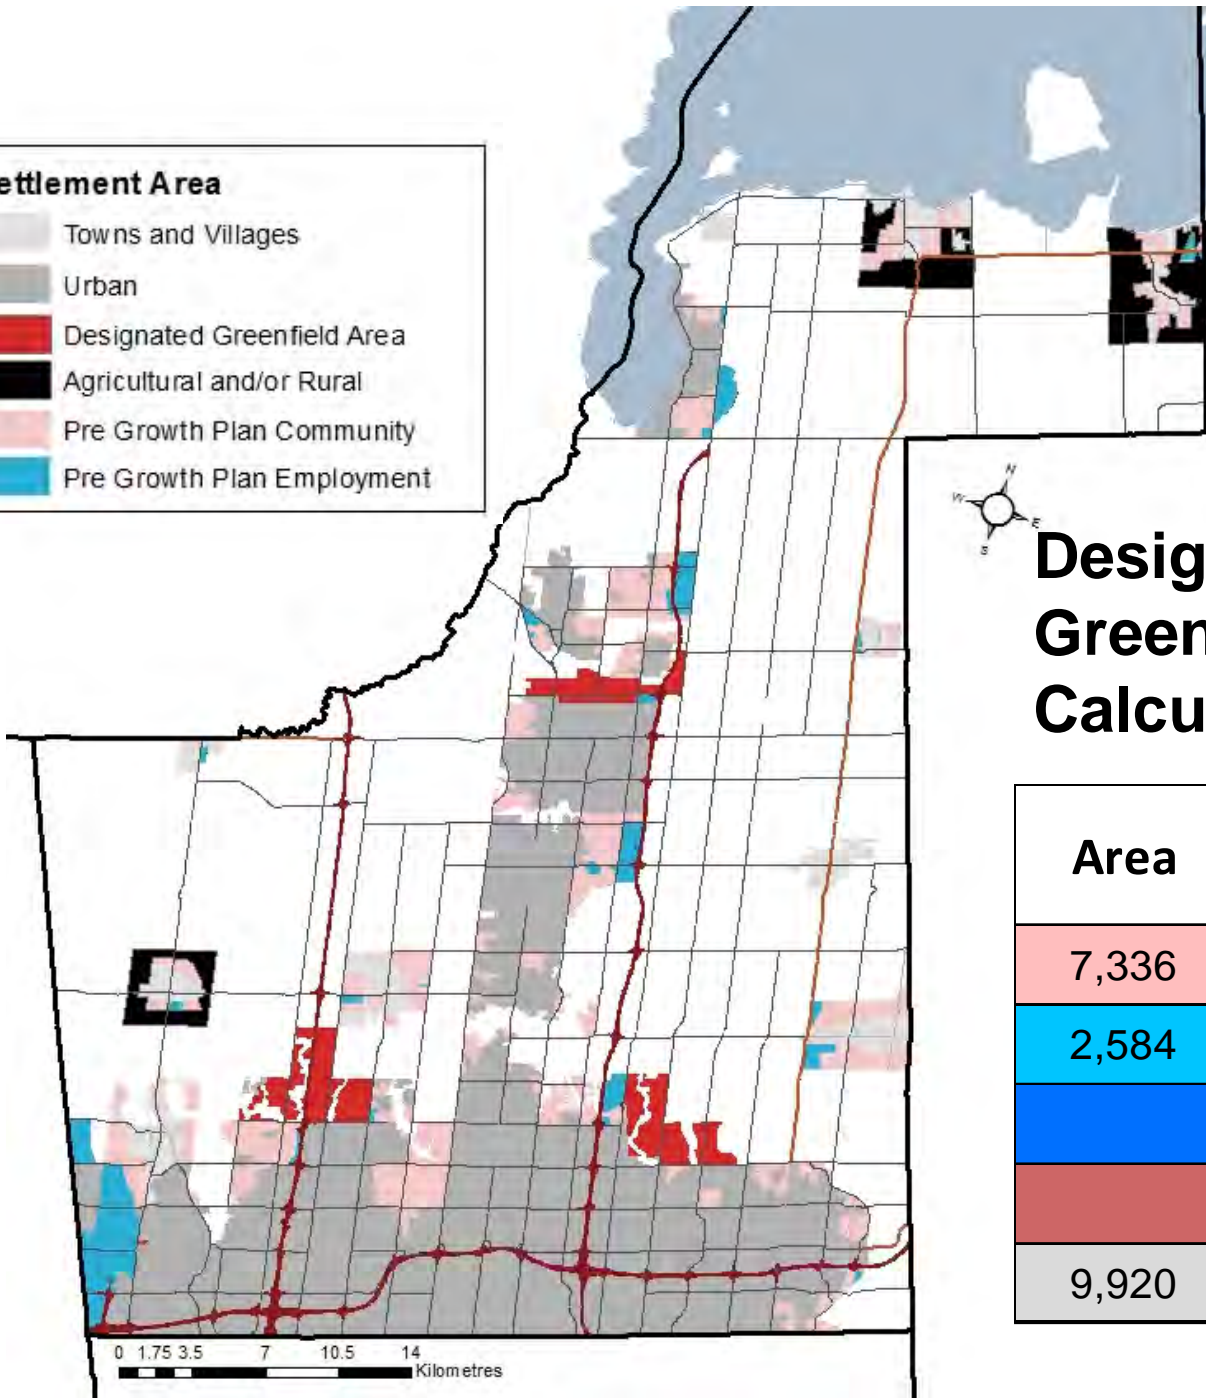 ettlement Area
Towns and Villages
Urban
Designated Greenfield Area
Agricultural and/or Rural
Pre Growth Plan Community
Pre Growth Plan Employment
N
W
E
S
Desig
Green
Calcu
Area
7,336
2,584
9,920
0 1.75 3.5 7 10.5 14
Kilometres